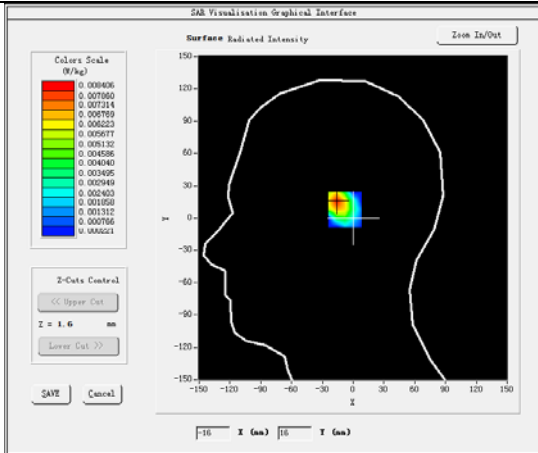 SAR Visualisation Graphical Interface
Surface Radiated Intensity
Zoom In/Out
Colors Scale
(W/kg)
0.008406
0.007860
0.007314
0.006769
0.006223
0.005677
0.005132
0.004586
0.004040
0.003495
0.002949
0.002403
0.001858
0.001312
0.000766
0.000221
Z-Cuts Control
<< Upper Cut
Z = 1.6 mm
Lower Cut >>
SAVE Cancel
150
120
90
60
30
0
-30
-60
-90
-120
-150
Y
-150 -120 -90 -60 -30 0 30 60 90 120 150
X
-16 X (mm) 16 Y (mm)